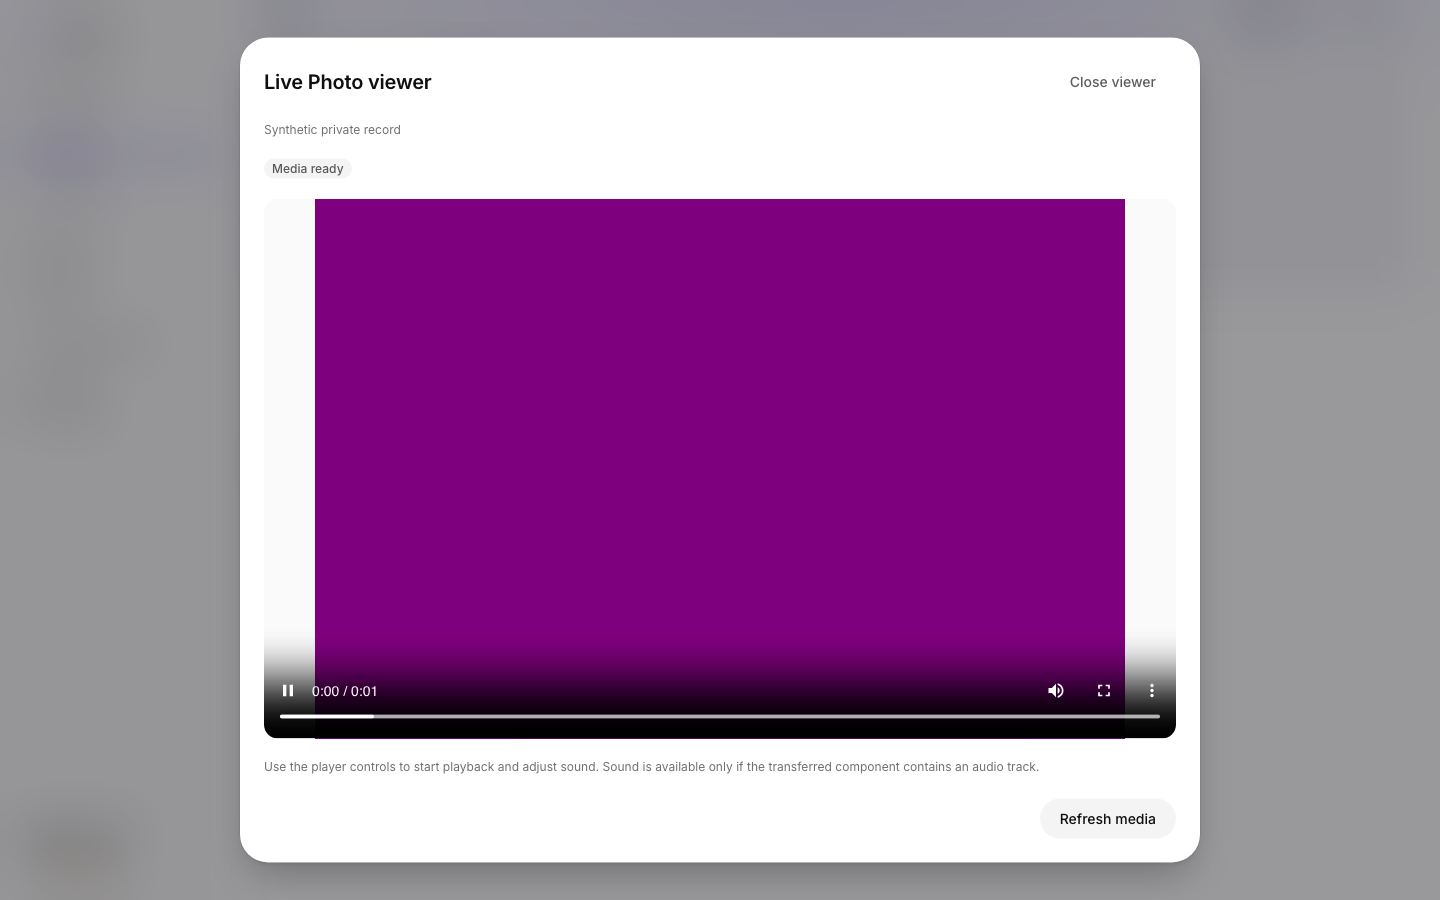 Live Photo viewer
Close viewer
Synthetic private record
Media ready
0:00 / 0:01
Use the player controls to start playback and adjust sound. Sound is available only if the transferred component contains an audio track.
Refresh media